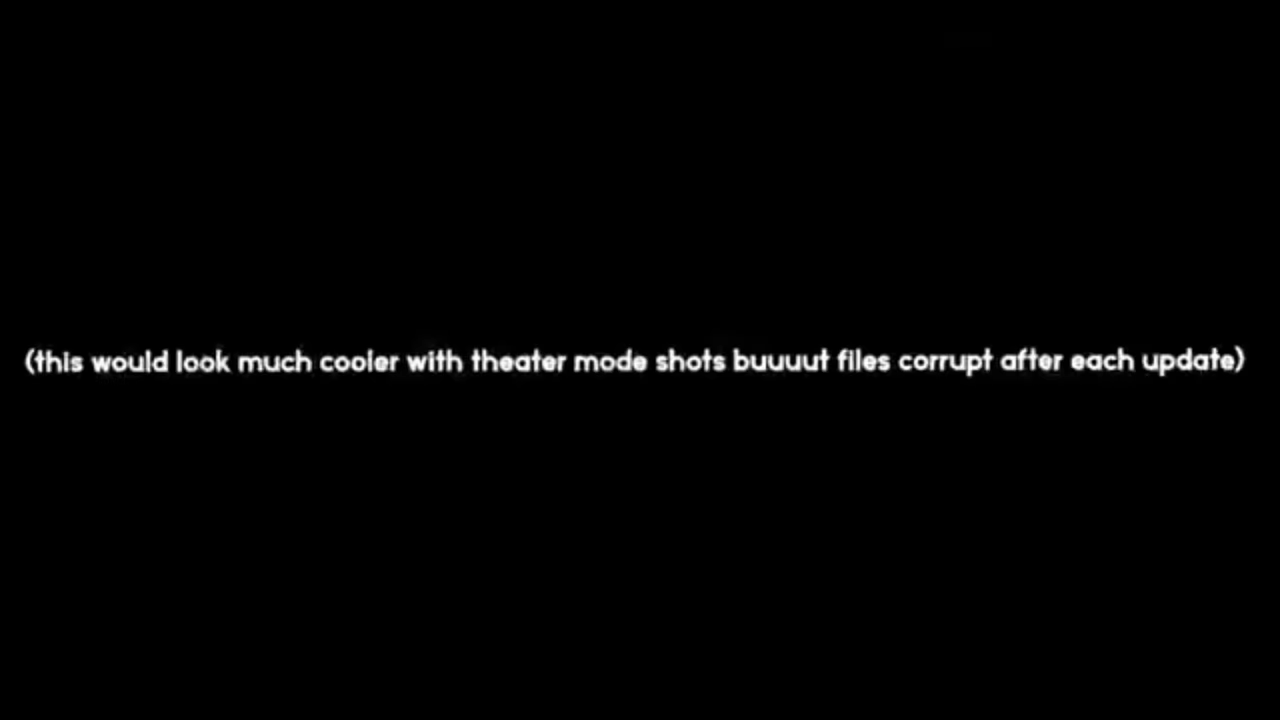 (this would look much cooler with theater mode shots buuuut files corrupt after each update)